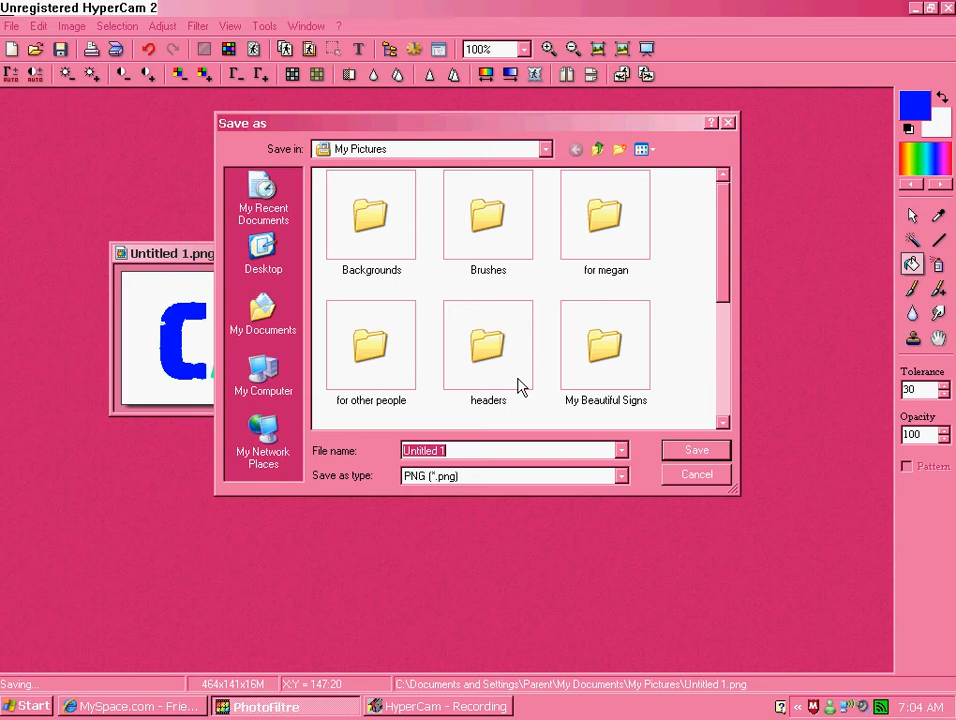 Unregistered HyperCam 2
File Edit Image Selection Adjust Filter View Tools Window ?
100%
AUTO AUTO
Save as
Save in: My Pictures
My Recent
Documents
Desktop
My Documents
My Computer
My Network
Places
Backgrounds Brushes for megan
for other people headers My Beautiful Signs
File name: Untitled 1 Save
Save as type: PNG (*.png) Cancel
Untitled 1.png
C
Tolerance
30
Opacity
100
Pattern
Saving... 464x141x16M X:Y = 147:20 C:\Documents and Settings\Parent\My Documents\My Pictures\Untitled 1.png
Start MySpace.com - Frie... PhotoFiltre HyperCam - Recording 7:04 AM